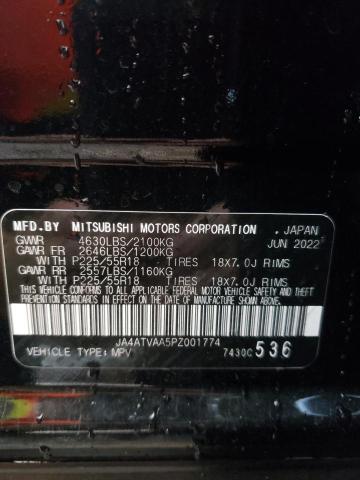 MFD.BY MITSUBISHI MOTORS CORPORATION , JAPAN
GVWR 4630LBS/2100KG JUN 2022
GAWR FR 2646LBS/1200KG
WITH P225/55R18 TIRES 18X7.0J RIMS
GAWR RR 2557LBS/1160KG
WITH P225/55R18 TIRES 18X7.0J RIMS
THIS VEHICLE CONFORMS TO ALL APPLICABLE FEDERAL
MOTOR VEHICLE SAFETY AND THEFT PREVENTION STANDARDS
IN EFFECT ON THE DATE OF MANUFACTURE SHOWN ABOVE.
JA4ATVAA5PZ001774
VEHICLE TYPE: MPV 7430C 536